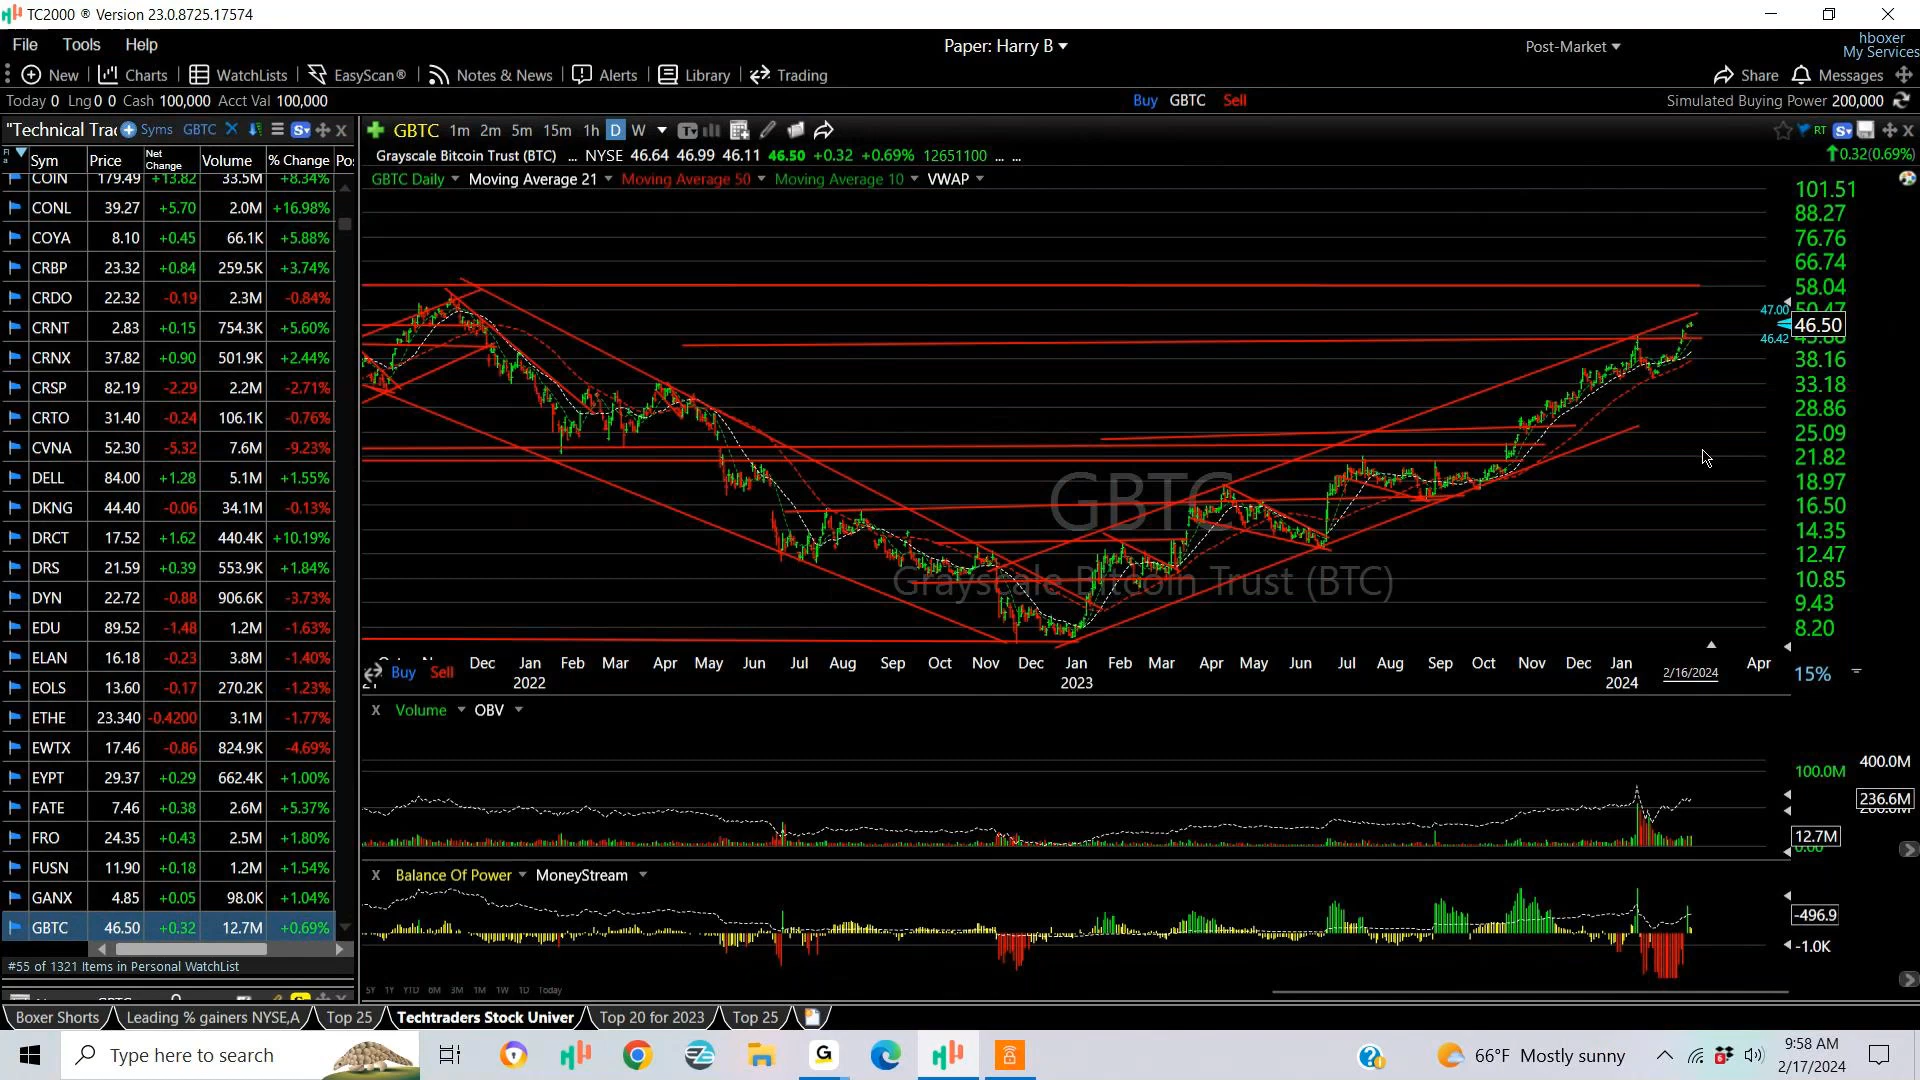 TC2000 ® Version 23.0.8725.17574
File Tools Help Paper: Harry B Post-Market hboxer
My Services
New Charts WatchLists EasyScan® Notes & News Alerts Library Trading Share Messages
Today 0 Lng 0 0 Cash 100,000 Acct Val 100,000 Buy GBTC Sell Simulated Buying Power 200,000
"Technical Tra Syms GBTC
GBTC 1m 2m 5m 15m 1h D W RT
Grayscale Bitcoin Trust (BTC) ... NYSE 46.64 46.99 46.11 46.50 +0.32 +0.69% 12651100 ... ... 0.32(0.69%)
GBTC Daily Moving Average 21 Moving Average 50 Moving Average 10 VWAP
Sym Price Net Change Volume % Change
COIN 179.49 +13.82 33.5M +8.34%
CONL 39.27 +5.70 2.0M +16.98%
COYA 8.10 +0.45 66.1K +5.88%
CRBP 23.32 +0.84 259.5K +3.74%
CRDO 22.32 -0.19 2.3M -0.84%
CRNT 2.83 +0.15 754.3K +5.60%
CRNX 37.82 +0.90 501.9K +2.44%
CRSP 82.19 -2.29 2.2M -2.71%
CRTO 31.40 -0.24 106.1K -0.76%
CVNA 52.30 -5.32 7.6M -9.23%
DELL 84.00 +1.28 5.1M +1.55%
DKNG 44.40 -0.06 34.1M -0.13%
DRCT 17.52 +1.62 440.4K +10.19%
DRS 21.59 +0.39 553.9K +1.84%
DYN 22.72 -0.88 906.6K -3.73%
EDU 89.52 -1.48 1.2M -1.63%
ELAN 16.18 -0.23 3.8M -1.40%
EOLS 13.60 -0.17 270.2K -1.23%
ETHE 23.340 -0.4200 3.1M -1.77%
EWTX 17.46 -0.86 824.9K -4.69%
EYPT 29.37 +0.29 662.4K +1.00%
FATE 7.46 +0.38 2.6M +5.37%
FRO 24.35 +0.43 2.5M +1.80%
FUSN 11.90 +0.18 1.2M +1.54%
GANX 4.85 +0.05 98.0K +1.04%
GBTC 46.50 +0.32 12.7M +0.69%
#55 of 1321 Items in Personal WatchList
101.51
88.27
76.76
66.74
58.04
47.00
46.50
46.42
38.16
33.18
28.86
25.09
21.82
18.97
16.50
14.35
12.47
10.85
9.43
8.20
15%
GBTC
Grayscale Bitcoin Trust (BTC)
Dec Jan Feb Mar Apr May Jun Jul Aug Sep Oct Nov Dec Jan Feb Mar Apr May Jun Jul Aug Sep Oct Nov Dec Jan Apr
Buy Sell 2022 2023 2024 2/16/2024
X Volume OBV
400.0M
100.0M
236.6M
12.7M
X Balance Of Power MoneyStream
-496.9
-1.0K
5Y 1Y YTD 6M 3M 1M 1W 1D Today
Boxer Shorts Leading % gainers NYSE,A Top 25 Techtraders Stock Univer Top 20 for 2023 Top 25
Type here to search 66°F Mostly sunny 9:58 AM
2/17/2024